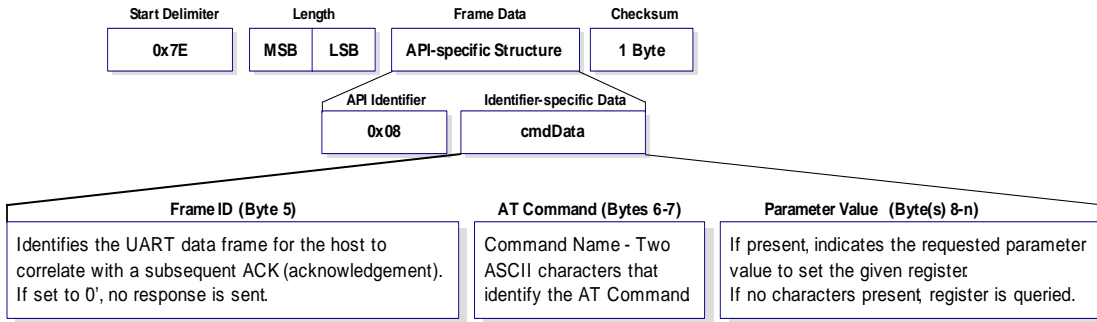 Start Delimiter Length Frame Data Checksum
0x7E MSB LSB API-specific Structure 1 Byte
API Identifier Identifier-specific Data
0x08 cmdData
Frame ID (Byte 5)
Identifies the UART data frame for the host to
correlate with a subsequent ACK (acknowledgement).
If set to 0', no response is sent.
AT Command (Bytes 6-7)
Command Name - Two
ASCII characters that
identify the AT Command
Parameter Value (Byte(s) 8-n)
If present, indicates the requested parameter
value to set the given register.
If no characters present, register is queried.